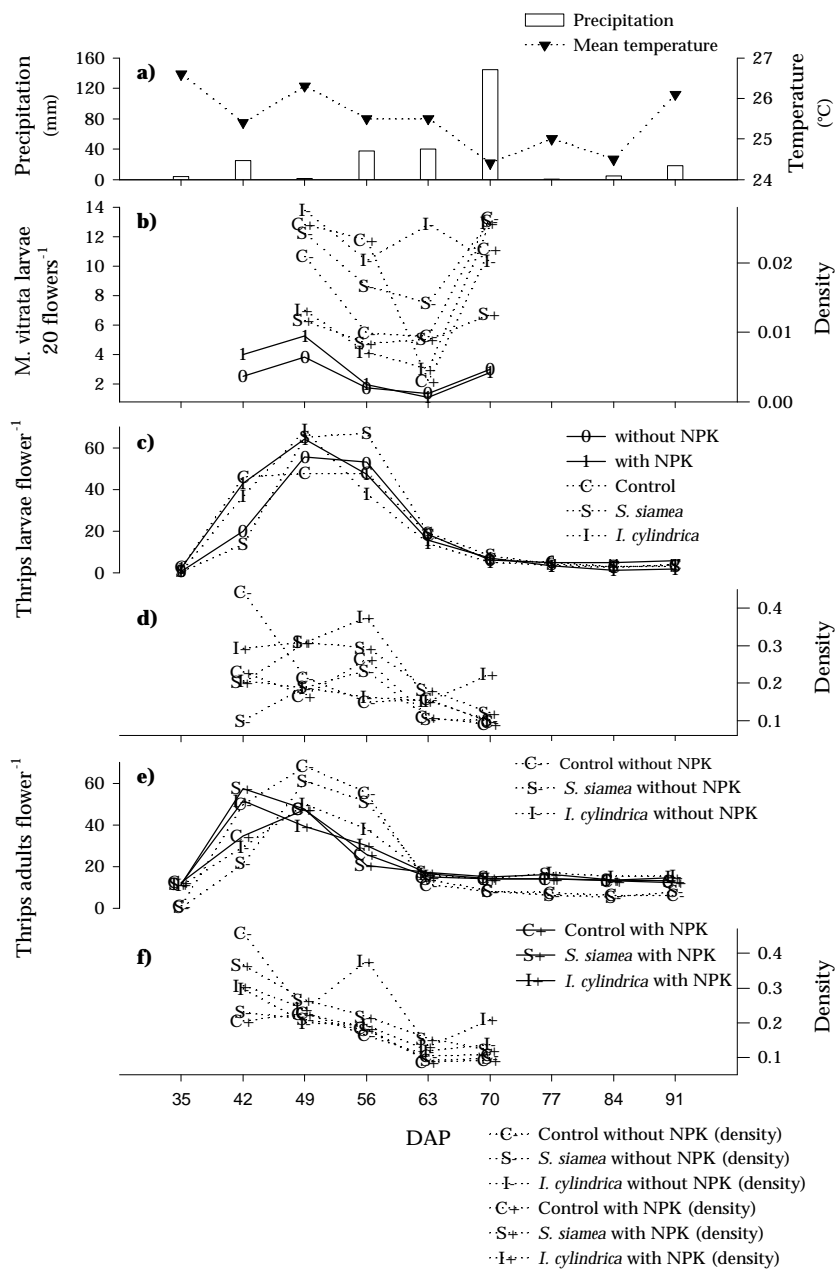 Precipitation
Mean temperature
a)
160
120
80
40
0
Precipitation
(mm)
27
26
25
24
Temperature
(°C)
b)
14
12
10
8
6
4
2
M. vitrata larvae
20 flowers-1
0.02
0.01
0.00
Density
c)
60
40
20
0
Thrips larvae flower-1
without NPK
with NPK
Control
S. siamea
I. cylindrica
d)
0.4
0.3
0.2
0.1
Density
e)
60
40
20
0
Thrips adults flower-1
C- Control without NPK
S- S. siamea without NPK
I- I. cylindrica without NPK
C+ Control with NPK
S+ S. siamea with NPK
I+ I. cylindrica with NPK
f)
0.4
0.3
0.2
0.1
Density
35 42 49 56 63 70 77 84 91
DAP
C- Control without NPK (density)
S- S. siamea without NPK (density)
I- I. cylindrica without NPK (density)
C+ Control with NPK (density)
S+ S. siamea with NPK (density)
I+ I. cylindrica with NPK (density)